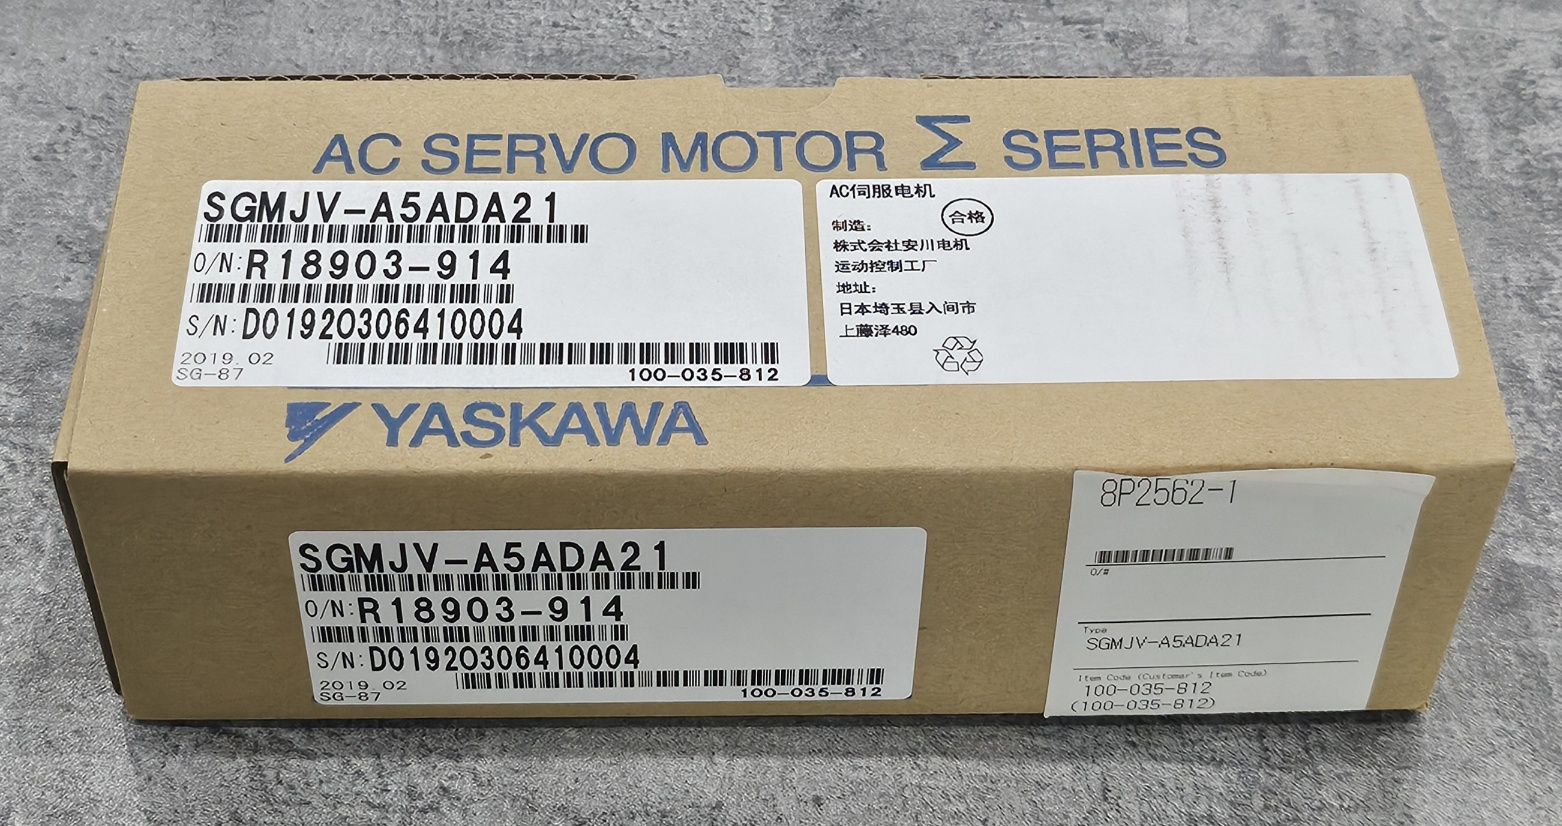 AC SERVO MOTOR Σ SERIES
SGMJV-A5ADA21
O/N:R18903-914
S/N:D01920306410004
2019.02
SG-87
100-035-812
AC伺服电机
合格
制造:
株式会社安川电机
运动控制工厂
地址:
日本埼玉县入间市
上藤泽480
YASKAWA
SGMJV-A5ADA21
O/N:R18903-914
S/N:D01920306410004
2019.02
SG-87
100-035-812
8P2562-1
O/#
Type
SGMJV-A5ADA21
Item Code (Customer's Item Code)
100-035-812
(100-035-812)